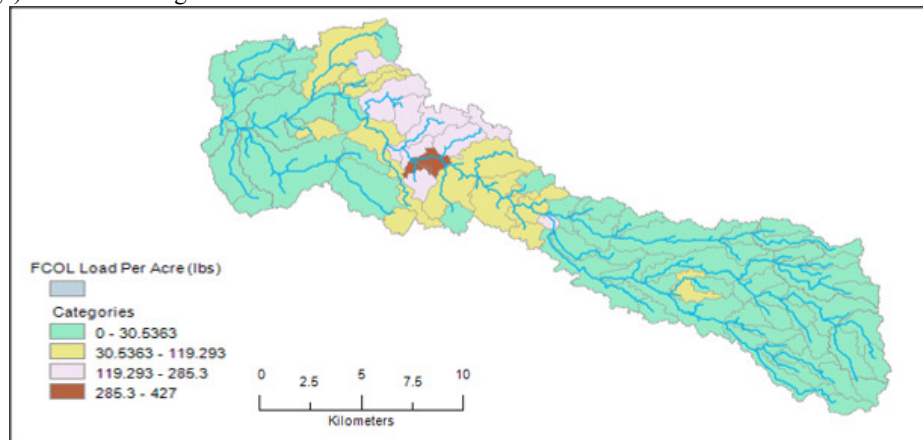 FCOL Load Per Acre (lbs)
Categories
0 - 30.5363
30.5363 - 119.293
119.293 - 285.3
285.3 - 427
0 2.5 5 7.5 10
Kilometers